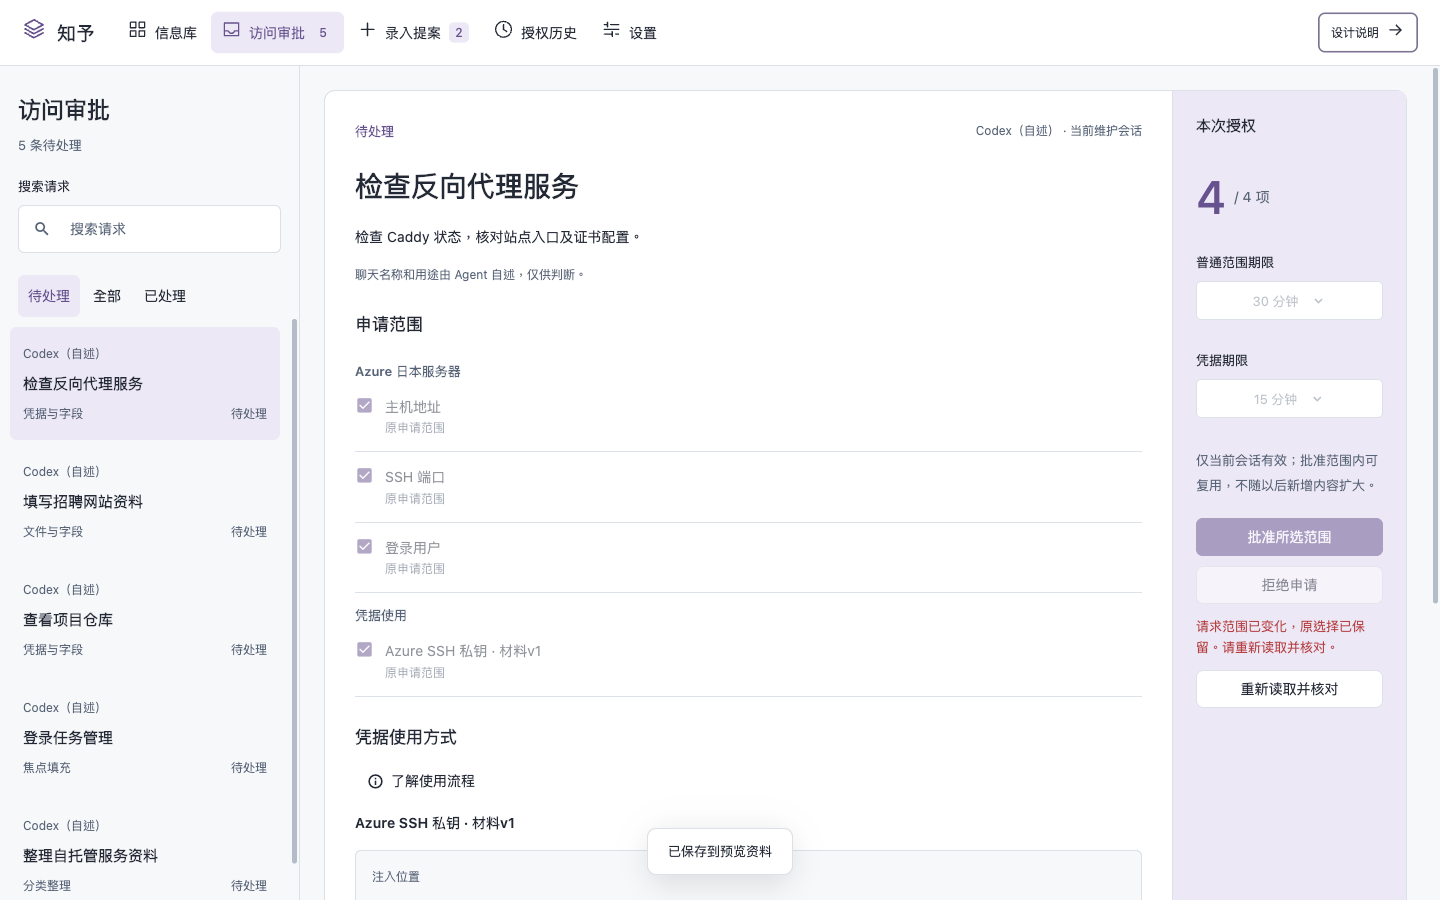 知予
信息库
访问审批 5
录入提案 2
授权历史
设置
设计说明
访问审批
5 条待处理
搜索请求
搜索请求
待处理 全部 已处理
Codex（自述）
检查反向代理服务
凭据与字段 待处理
Codex（自述）
填写招聘网站资料
文件与字段 待处理
Codex（自述）
查看项目仓库
凭据与字段 待处理
Codex（自述）
登录任务管理
焦点填充 待处理
Codex（自述）
整理自托管服务资料
分类整理 待处理
待处理
Codex（自述） · 当前维护会话
检查反向代理服务
检查 Caddy 状态，核对站点入口及证书配置。
聊天名称和用途由 Agent 自述，仅供判断。
申请范围
Azure 日本服务器
主机地址
原申请范围
SSH 端口
原申请范围
登录用户
原申请范围
凭据使用
Azure SSH 私钥 · 材料v1
原申请范围
凭据使用方式
了解使用流程
Azure SSH 私钥 · 材料v1
注入位置
已保存到预览资料
本次授权
4 / 4 项
普通范围期限
30 分钟
凭据期限
15 分钟
仅当前会话有效；批准范围内可
复用，不随以后新增内容扩大。
批准所选范围
拒绝申请
请求范围已变化，原选择已保
留。请重新读取并核对。
重新读取并核对